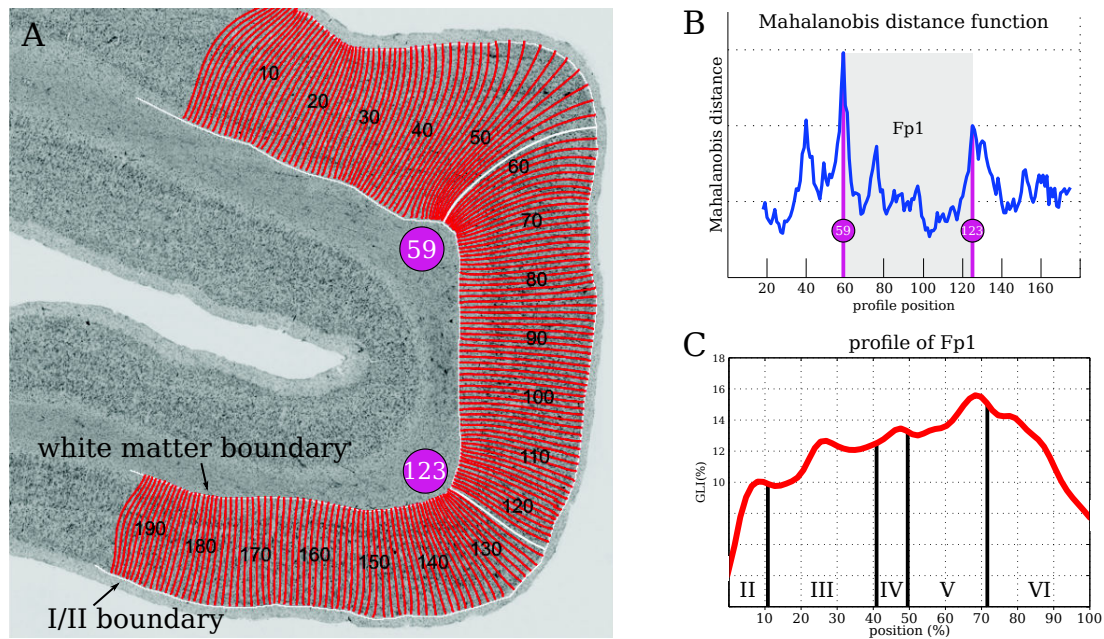 A
10
20
30
40
50
60
70
80
90
100
110
120
130
140
150
160
170
180
190
59
123
white matter boundary
I/II boundary
B
Mahalanobis distance function
Mahalanobis distance
Fp1
59
123
20 40 60 80 100 120 140 160
profile position
C
profile of Fp1
18
16
14
12
10
GLI(%)
II III IV V VI
10 20 30 40 50 60 70 80 90 100
position (%)